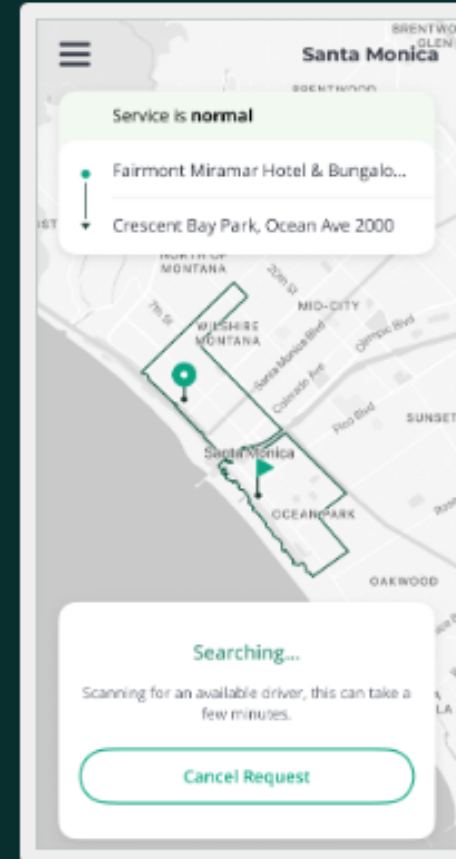 BRENTWO
GLEN
Santa Monica
BRENTWOOD
Service is normal
Fairmont Miramar Hotel & Bungalo...
Crescent Bay Park, Ocean Ave 2000
NORTH OF
MONTANA
20th St
MID-CITY
7th St
WILSHIRE
MONTANA
Santa Monica Blvd
Olympic Blvd
Colorado Ave
Pico Blvd
SUNSET
Santa Monica
OCEAN PARK
OAKWOOD
Searching...
Scanning for an available driver, this can take a
few minutes.
Cancel Request